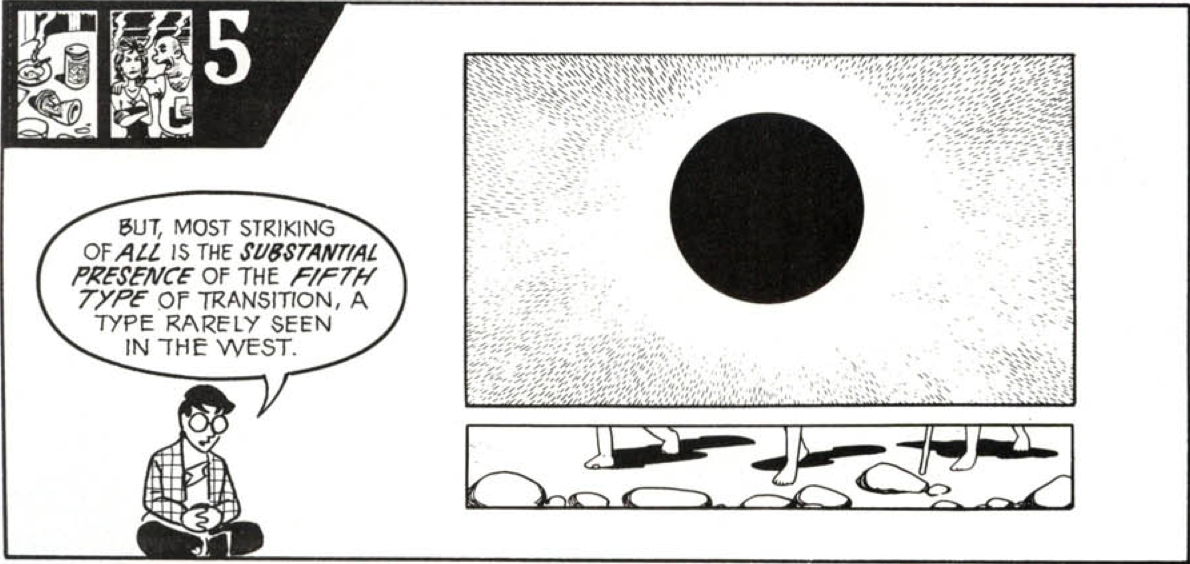 5
BUT, MOST STRIKING
OF ALL IS THE SUBSTANTIAL
PRESENCE OF THE FIFTH
TYPE OF TRANSITION, A
TYPE RARELY SEEN
IN THE WEST.